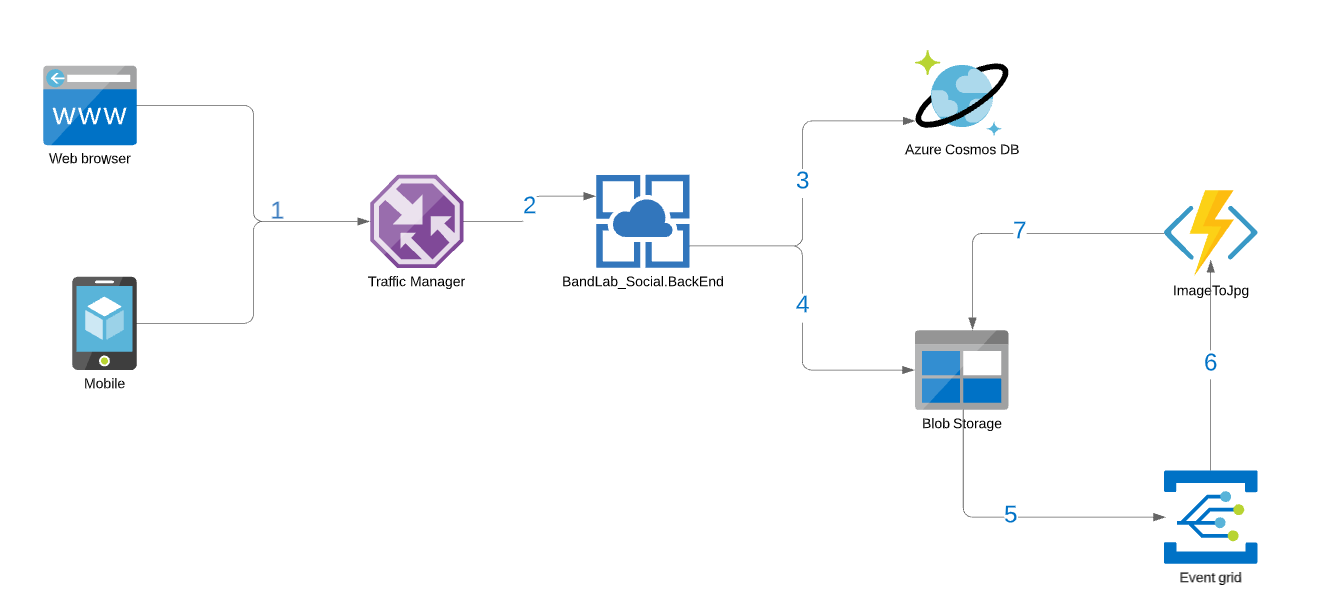 WWW
Web browser
1
Mobile
Traffic Manager
2
BandLab_Social.BackEnd
3
Azure Cosmos DB
4
Blob Storage
5
Event grid
6
ImageToJpg
7